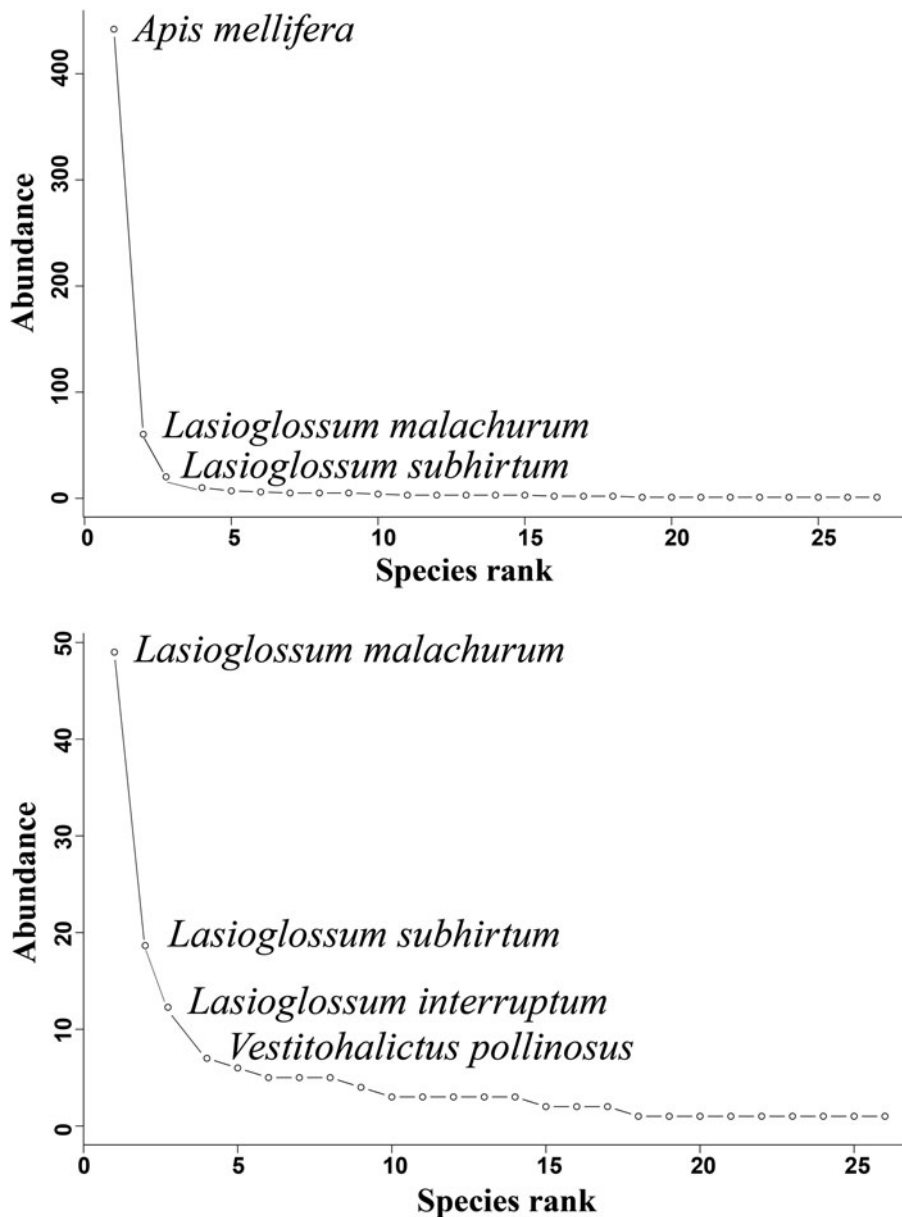 Apis mellifera
400
300
200
100
0
Abundance
Lasioglossum malachurum
Lasioglossum subhirtum
0 5 10 15 20 25
Species rank
50
40
30
20
10
0
Abundance
Lasioglossum malachurum
Lasioglossum subhirtum
Lasioglossum interruptum
Vestitohalictus pollinosus
0 5 10 15 20 25
Species rank